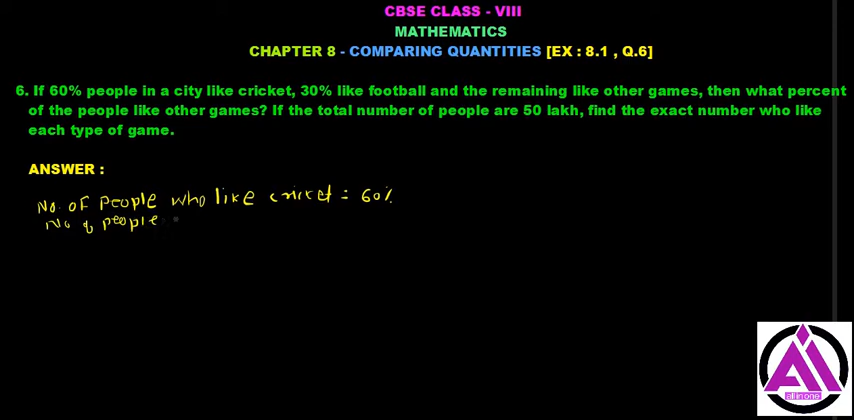 CBSE CLASS - VIII
MATHEMATICS
CHAPTER 8 - COMPARING QUANTITIES [EX : 8.1 , Q.6]
6. If 60% people in a city like cricket, 30% like football and the remaining like other games, then what percent
of the people like other games? If the total number of people are 50 lakh, find the exact number who like
each type of game.
ANSWER :
No. of people who like cricket = 60%
No of people
all in one